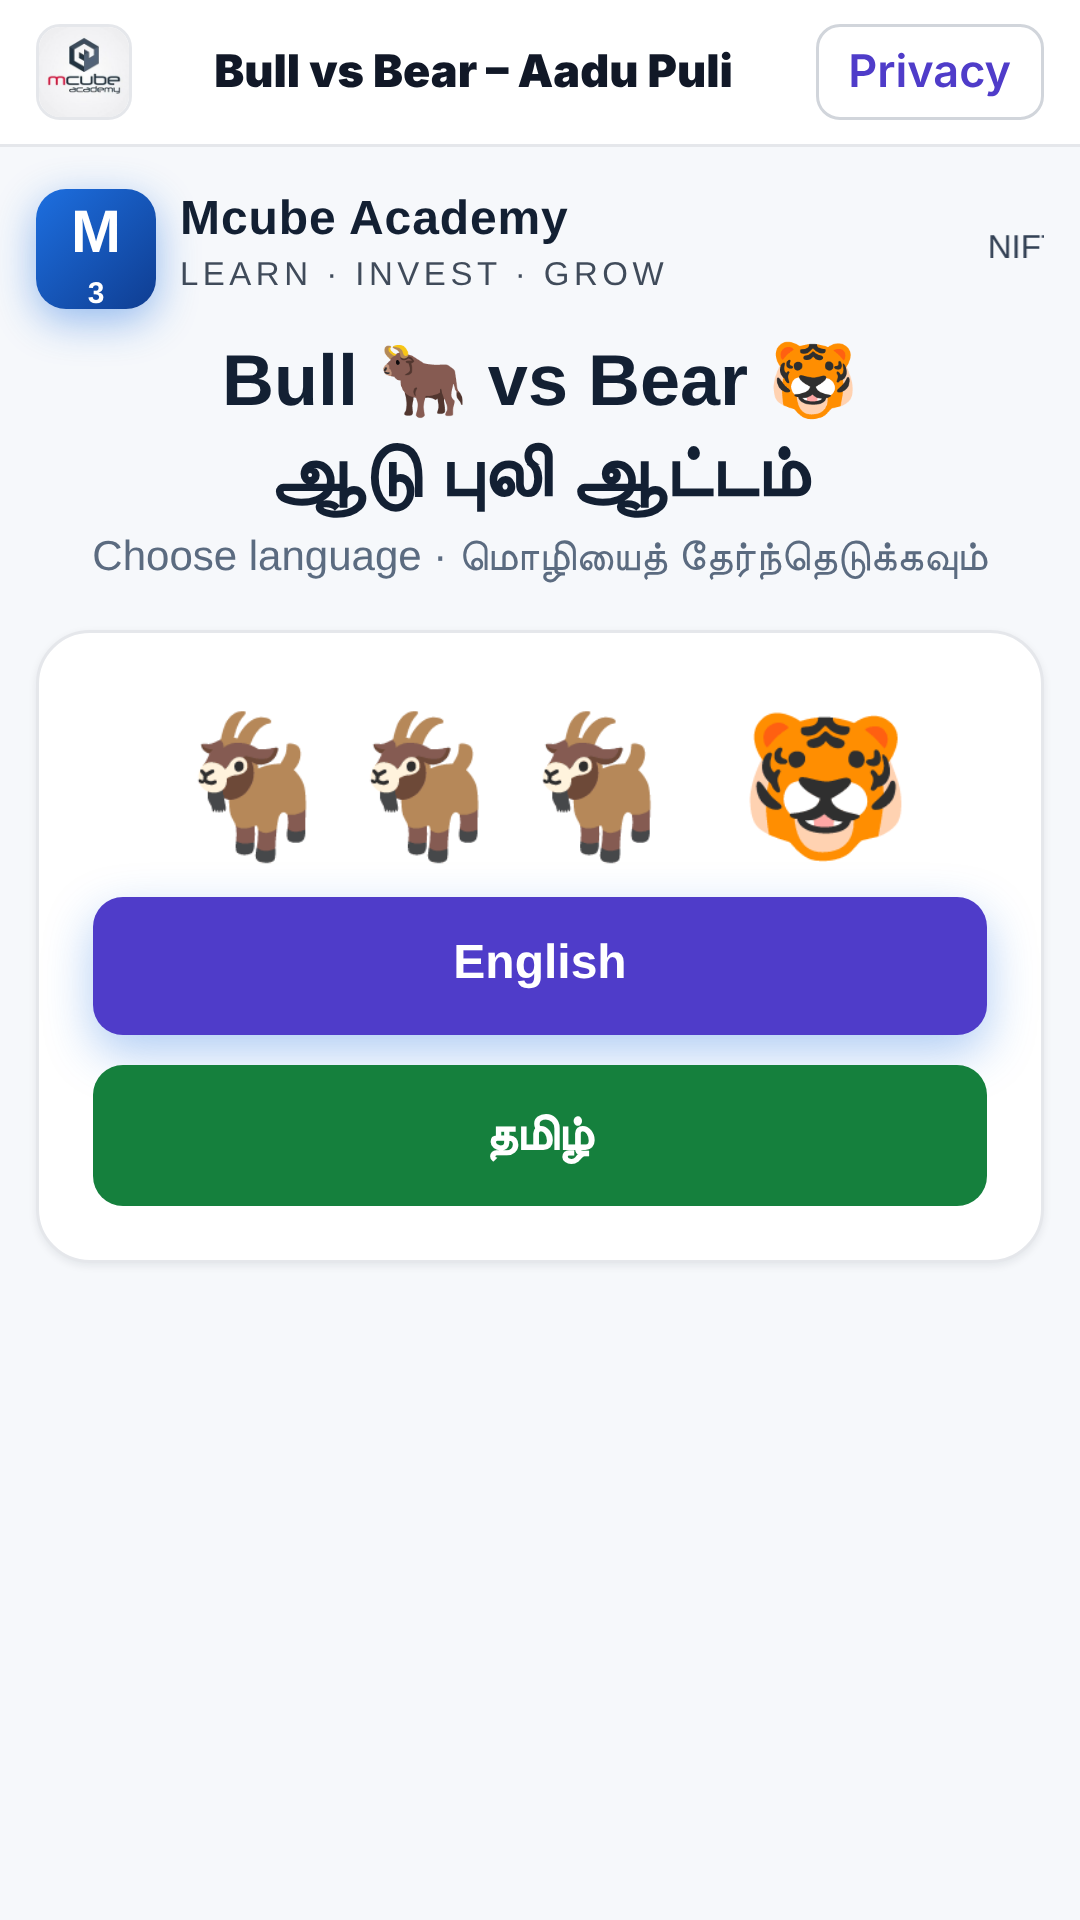 mcube
academy
Bull vs Bear – Aadu Puli
Privacy
M
3
Mcube Academy
LEARN · INVEST · GROW
NIF
Bull 🐂 vs Bear 🐯
ஆடு புலி ஆட்டம்
Choose language · மொழியைத் தேர்ந்தெடுக்கவும்
English
தமிழ்